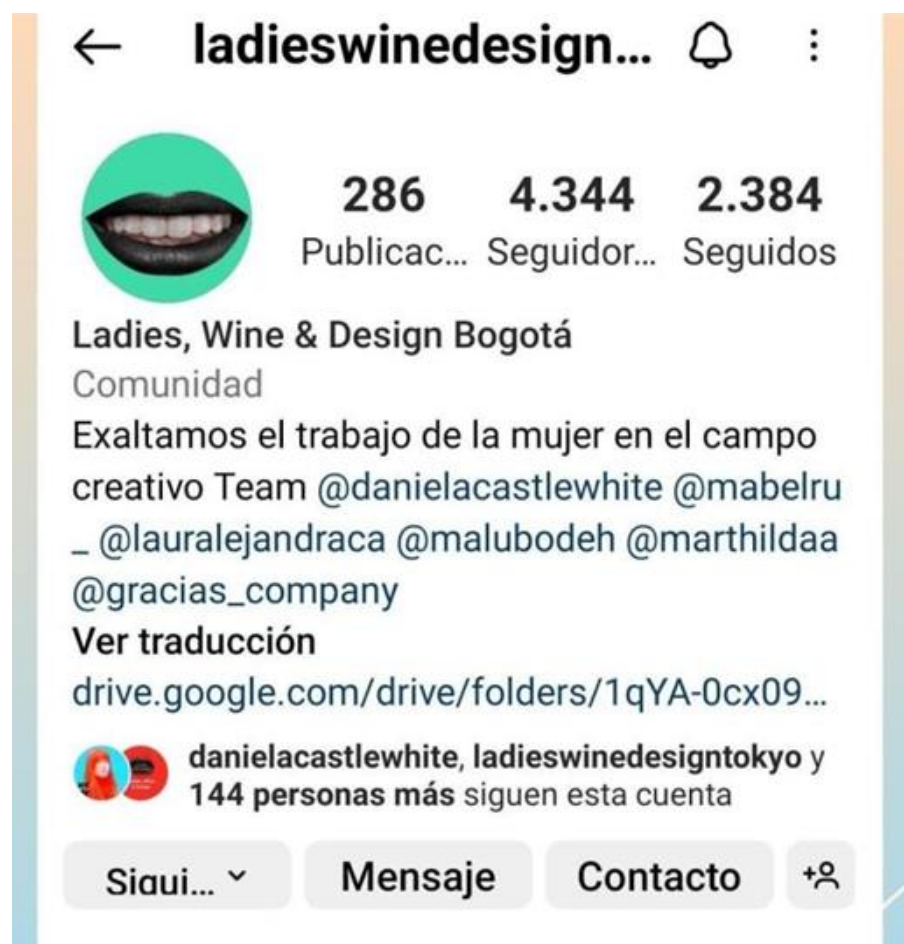 ladieswinedesign...
286 4.344 2.384
Publicac... Seguidor... Seguidos
Ladies, Wine & Design Bogotá
Comunidad
Exaltamos el trabajo de la mujer en el campo
creativo Team @danielacastlewhite @mabelru
_ @lauralejandraca @malubodeh @marthildaa
@gracias_company
Ver traducción
drive.google.com/drive/folders/1qYA-0cx09...
danielacastlewhite, ladieswinedesigntokyo y
144 personas más siguen esta cuenta
Sigui... Mensaje Contacto